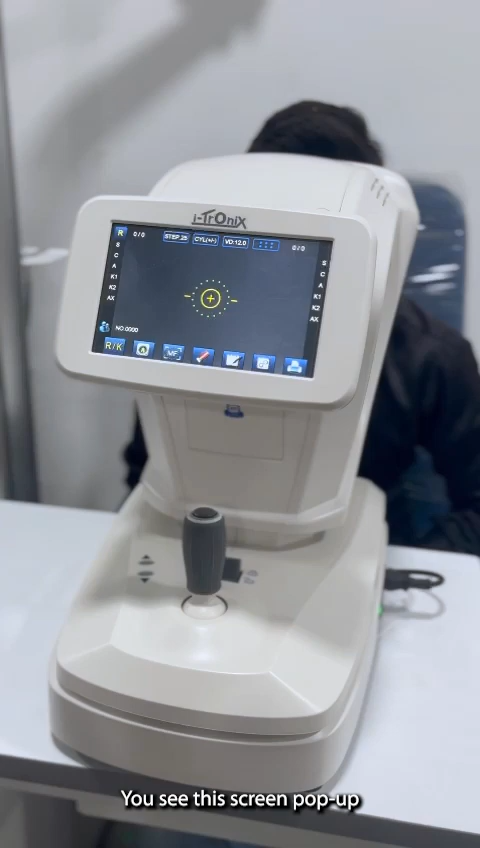 i-TrOniX
R 0/0 STEP.25 CYL(+/-) VD:12.0 0/0
S S
C C
A A
K1 K1
K2 K2
AX AX
NO.0000
R/K
You see this screen pop-up